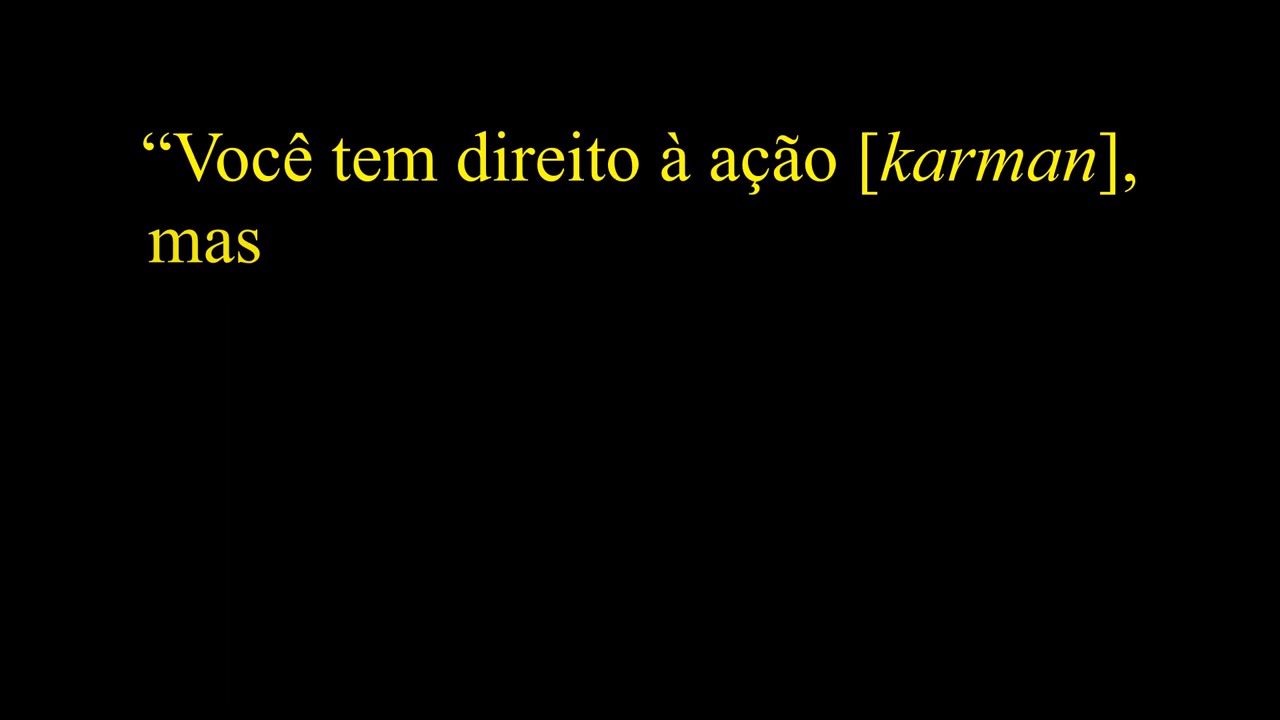 “Você tem direito à ação [karman],
mas